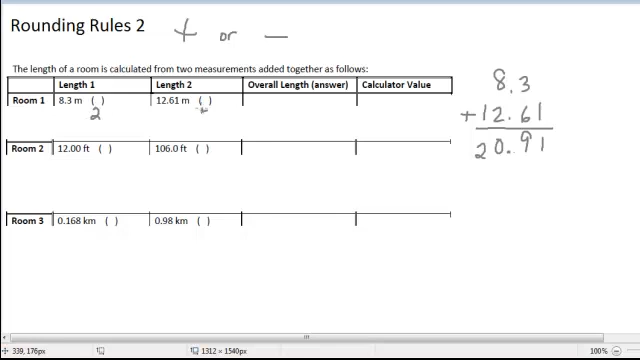 Rounding Rules 2 + or —
The length of a room is calculated from two measurements added together as follows:
Length 1 Length 2 Overall Length (answer) Calculator Value
Room 1 8.3 m ( ) 12.61 m ( )
2
Room 2 12.00 ft ( ) 106.0 ft ( )
Room 3 0.168 km ( ) 0.98 km ( )
8.3
+12.61
20.91
339, 176px 1312 × 1540px 100%